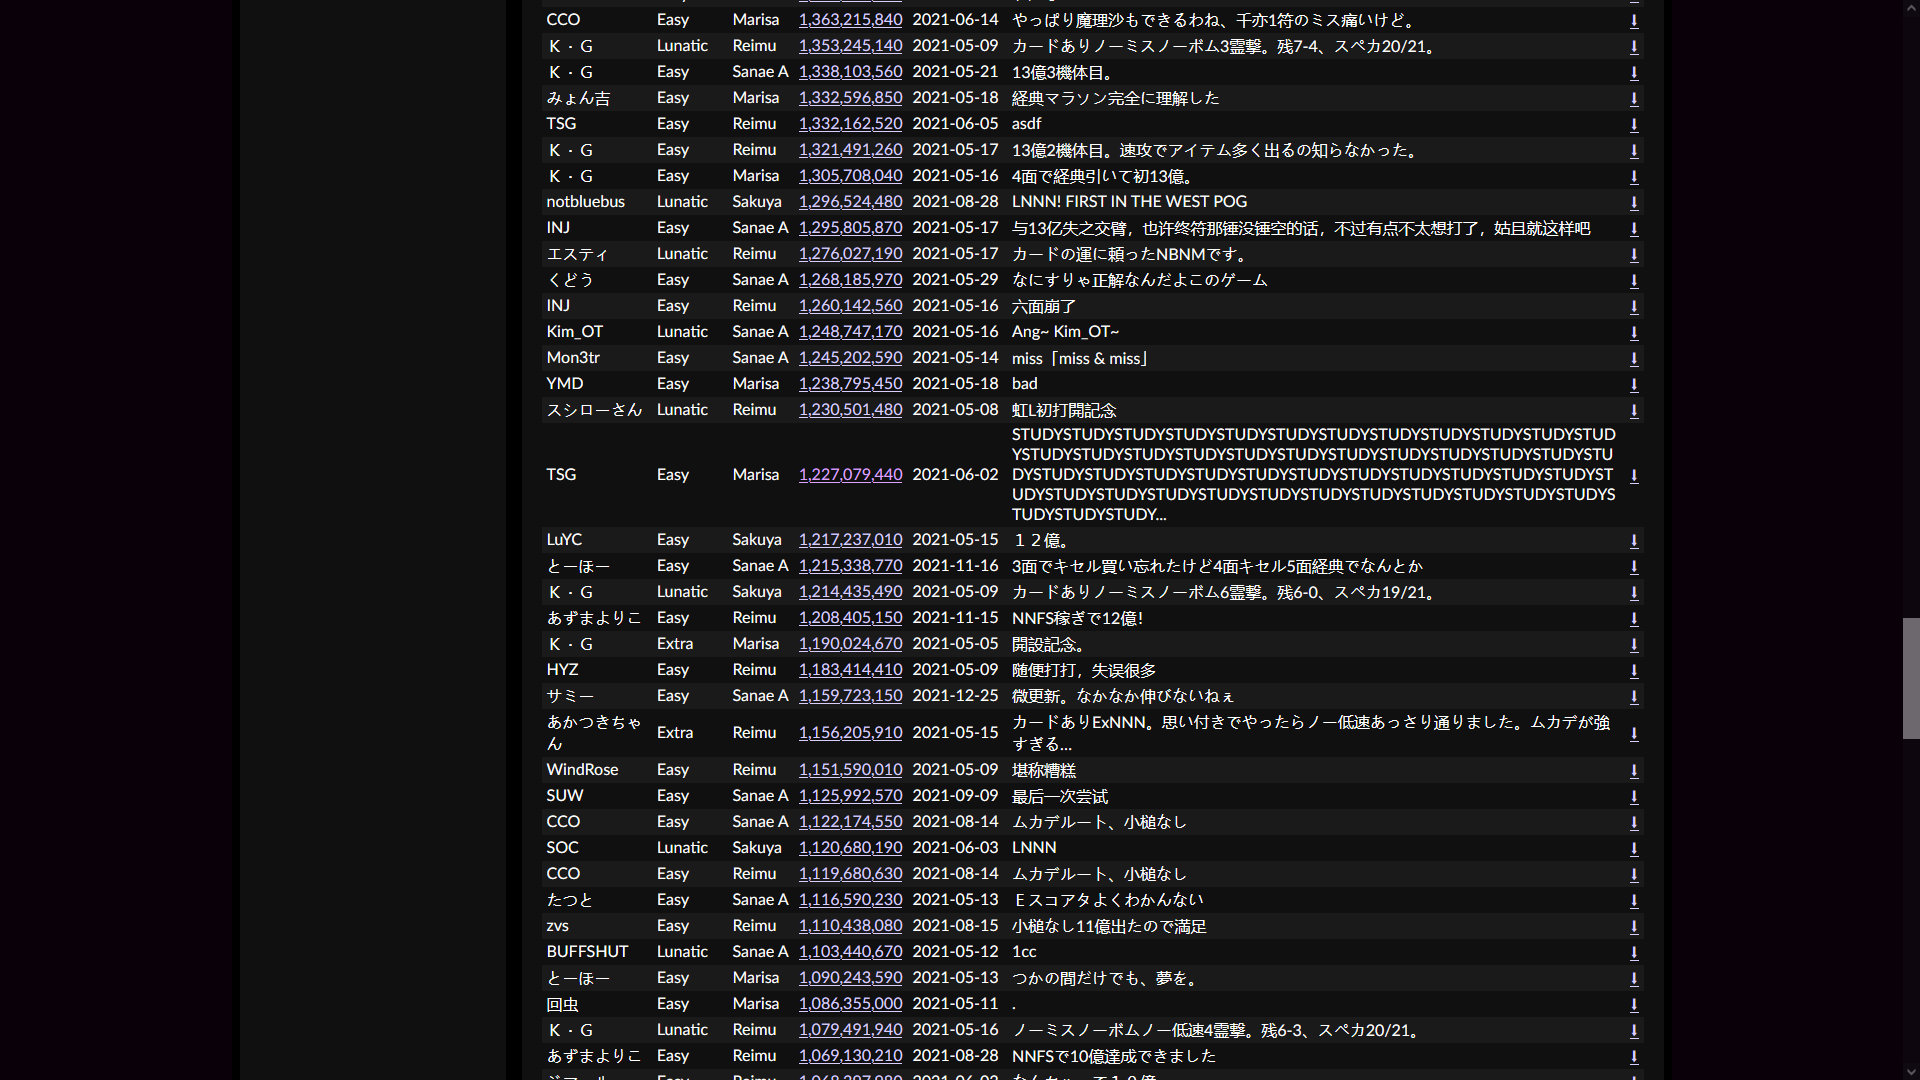 CCO Easy Marisa 1,363,215,840 2021-06-14 やっぱり魔理沙もできるわね、千亦1符のミス痛いけど。
K・G Lunatic Reimu 1,353,245,140 2021-05-09 カードありノーミスノーボム3霊撃。残7-4、スペカ20/21。
K・G Easy Sanae A 1,338,103,560 2021-05-21 13億3機体目。
みょん吉 Easy Marisa 1,332,596,850 2021-05-18 経典マラソン完全に理解した
TSG Easy Reimu 1,332,162,520 2021-06-05 asdf
K・G Easy Reimu 1,321,491,260 2021-05-17 13億2機体目。速攻でアイテム多く出るの知らなかった。
K・G Easy Marisa 1,305,708,040 2021-05-16 4面で経典引いて初13億。
notbluebus Lunatic Sakuya 1,296,524,480 2021-08-28 LNNN! FIRST IN THE WEST POG
INJ Easy Sanae A 1,295,805,870 2021-05-17 与13亿失之交臂，也许终符那锤没锤空的话，不过有点不太想打了，姑且就这样吧
エスティ Lunatic Reimu 1,276,027,190 2021-05-17 カードの運に頼ったNBNMです。
くどう Easy Sanae A 1,268,185,970 2021-05-29 なにすりゃ正解なんだよこのゲーム
INJ Easy Reimu 1,260,142,560 2021-05-16 六面崩了
Kim_OT Lunatic Sanae A 1,248,747,170 2021-05-16 Ang~ Kim_OT~
Mon3tr Easy Sanae A 1,245,202,590 2021-05-14 miss「miss & miss」
YMD Easy Marisa 1,238,795,450 2021-05-18 bad
スシローさん Lunatic Reimu 1,230,501,480 2021-05-08 虹L初打開記念
STUDYSTUDYSTUDYSTUDYSTUDYSTUDYSTUDYSTUDYSTUDYSTUDYSTUDYSTUD
YSTUDYSTUDYSTUDYSTUDYSTUDYSTUDYSTUDYSTUDYSTUDYSTUDYSTUDYSTU
TSG Easy Marisa 1,227,079,440 2021-06-02 DYSTUDYSTUDYSTUDYSTUDYSTUDYSTUDYSTUDYSTUDYSTUDYSTUDYSTUDYST
UDYSTUDYSTUDYSTUDYSTUDYSTUDYSTUDYSTUDYSTUDYSTUDYSTUDYSTUDYS
TUDYSTUDYSTUDY...
LuYC Easy Sakuya 1,217,237,010 2021-05-15 １２億。
とーほー Easy Sanae A 1,215,338,770 2021-11-16 3面でキセル買い忘れたけど4面キセル5面経典でなんとか
K・G Lunatic Sakuya 1,214,435,490 2021-05-09 カードありノーミスノーボム6霊撃。残6-0、スペカ19/21。
あずまよりこ Easy Reimu 1,208,405,150 2021-11-15 NNFS稼ぎで12億!
K・G Extra Marisa 1,190,024,670 2021-05-05 開設記念。
HYZ Easy Reimu 1,183,414,410 2021-05-09 随便打打，失误很多
サミー Easy Sanae A 1,159,723,150 2021-12-25 微更新。なかなか伸びないねぇ
あかつきちゃ
ん Extra Reimu 1,156,205,910 2021-05-15 カードありExNNN。思い付きでやったらノー低速あっさり通りました。ムカデが強
すぎる...
WindRose Easy Reimu 1,151,590,010 2021-05-09 堪称糟糕
SUW Easy Sanae A 1,125,992,570 2021-09-09 最后一次尝试
CCO Easy Sanae A 1,122,174,550 2021-08-14 ムカデルート、小槌なし
SOC Lunatic Sakuya 1,120,680,190 2021-06-03 LNNN
CCO Easy Reimu 1,119,680,630 2021-08-14 ムカデルート、小槌なし
たつと Easy Sanae A 1,116,590,230 2021-05-13 Ｅスコアタよくわかんない
zvs Easy Reimu 1,110,438,080 2021-08-15 小槌なし11億出たので満足
BUFFSHUT Lunatic Sanae A 1,103,440,670 2021-05-12 1cc
とーほー Easy Marisa 1,090,243,590 2021-05-13 つかの間だけでも、夢を。
回虫 Easy Marisa 1,086,355,000 2021-05-11 .
K・G Lunatic Reimu 1,079,491,940 2021-05-16 ノーミスノーボムノー低速4霊撃。残6-3、スペカ20/21。
あずまよりこ Easy Reimu 1,069,130,210 2021-08-28 NNFSで10億達成できました